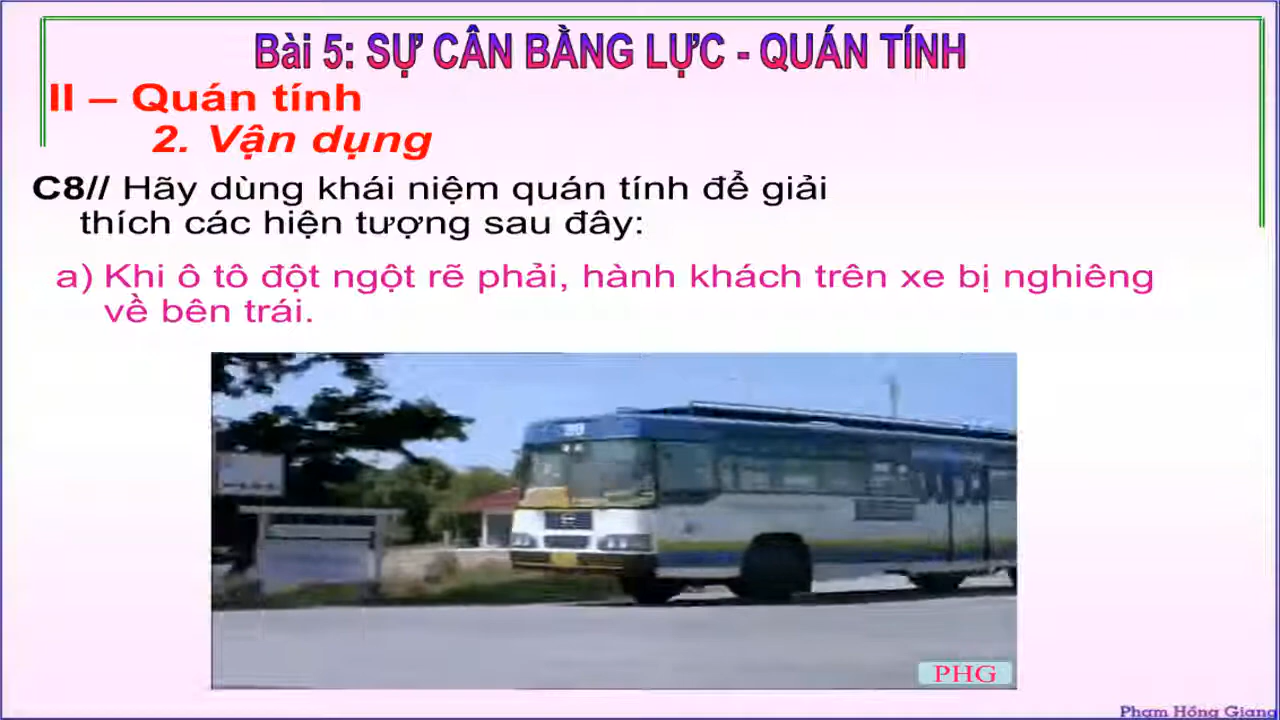 Bài 5: SỰ CÂN BẰNG LỰC - QUÁN TÍNH
II – Quán tính
2. Vận dụng
C8// Hãy dùng khái niệm quán tính để giải
thích các hiện tượng sau đây:
a) Khi ô tô đột ngột rẽ phải, hành khách trên xe bị nghiêng
về bên trái.
PHG
Phạm Hồng Giang